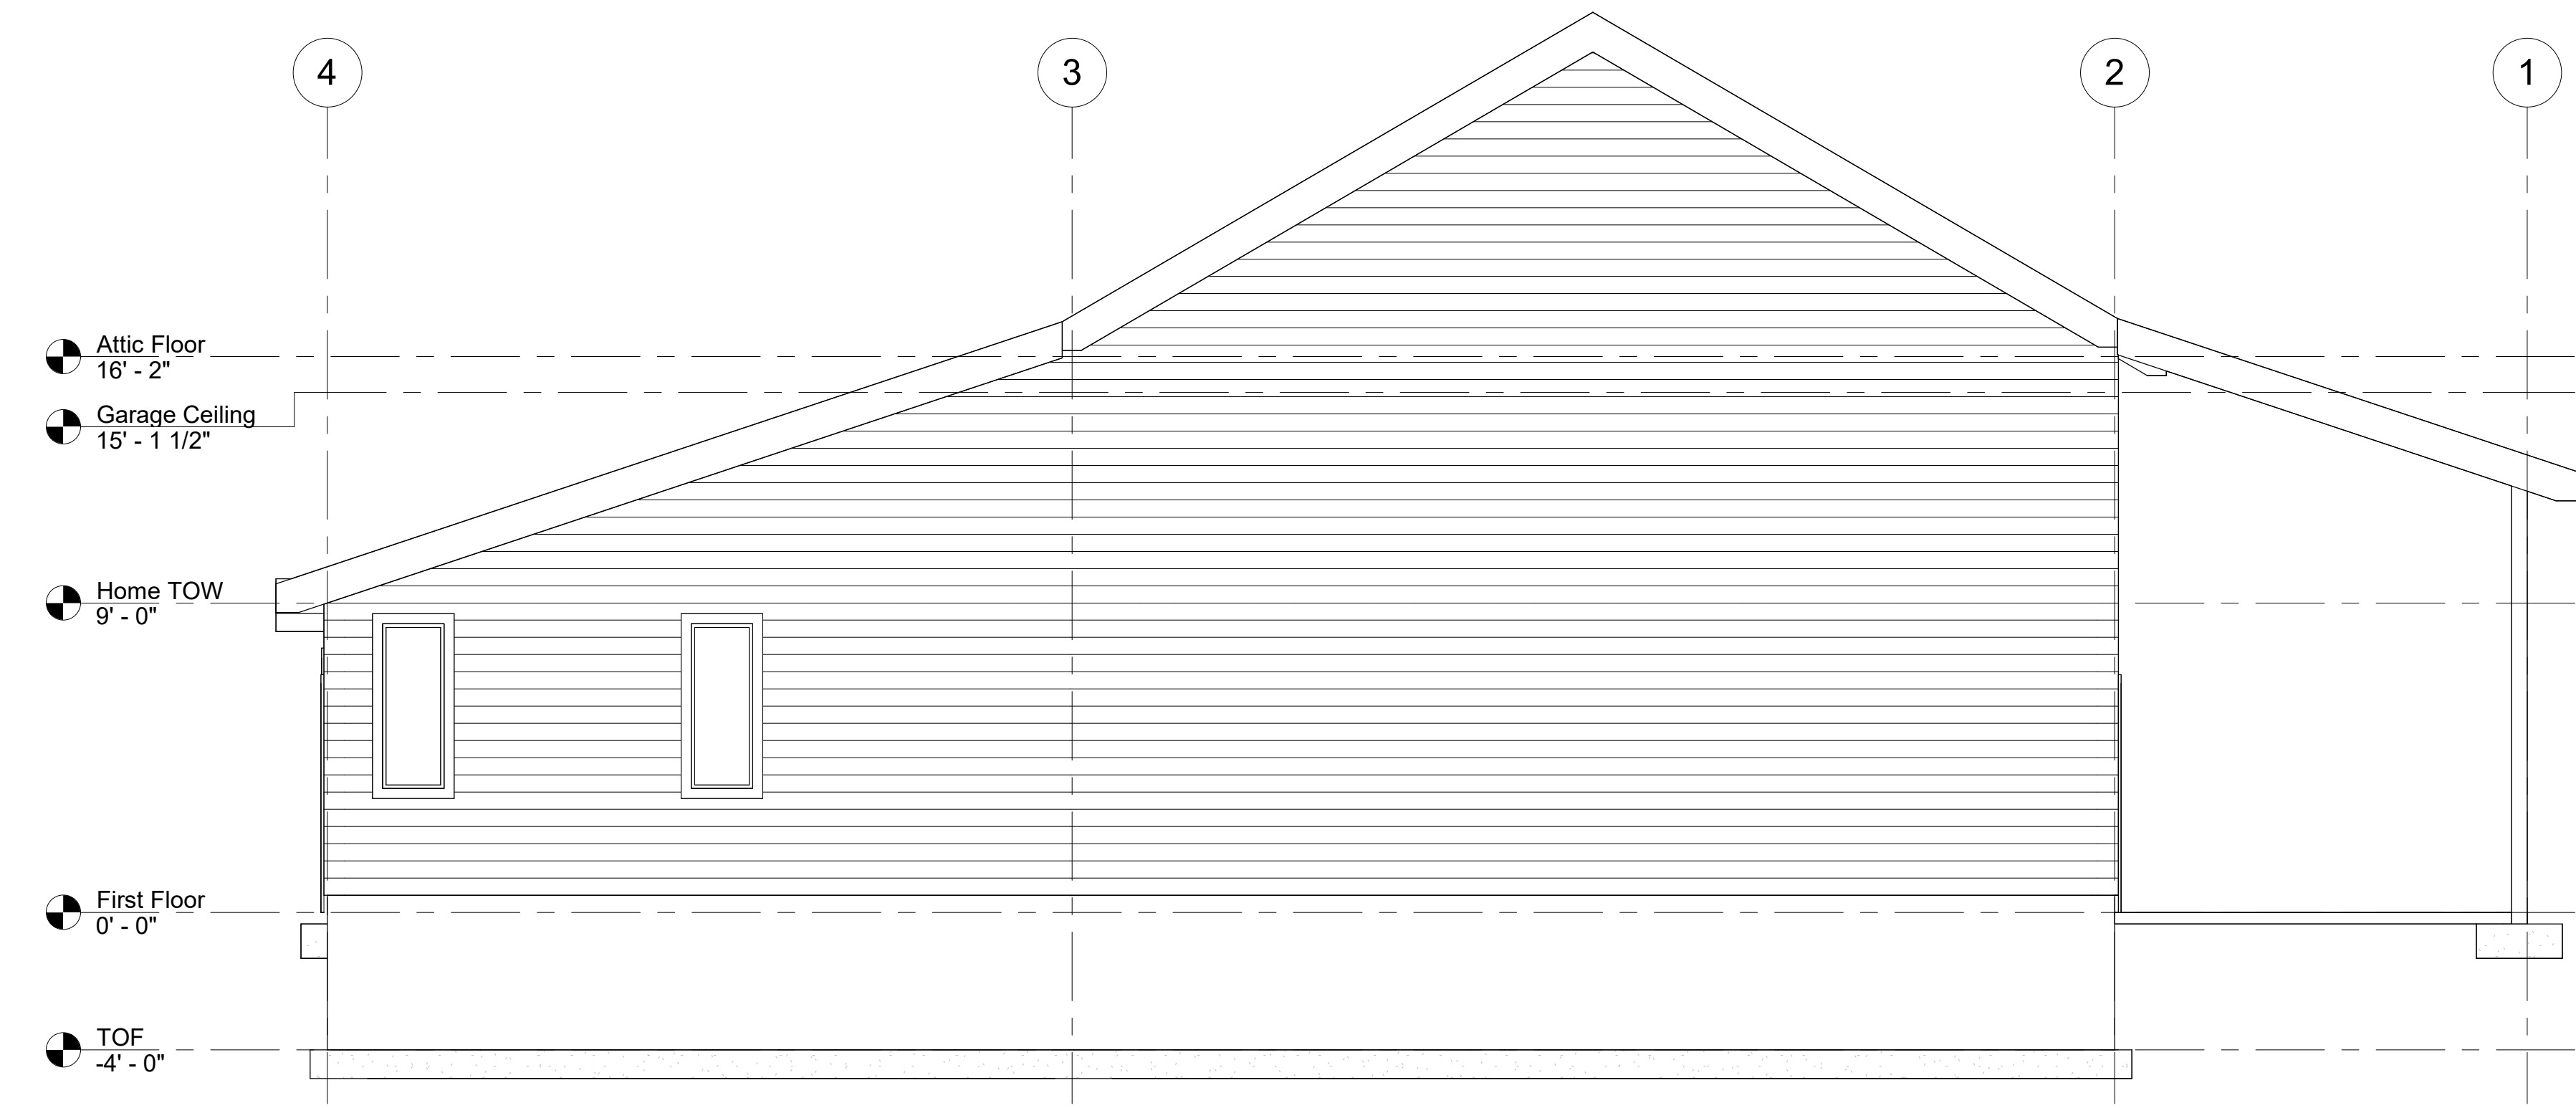 4
3
2
1
Attic Floor
16' - 2"
Garage Ceiling
15' - 1 1/2"
Home TOW
9' - 0"
First Floor
0' - 0"
TOF
-4' - 0"